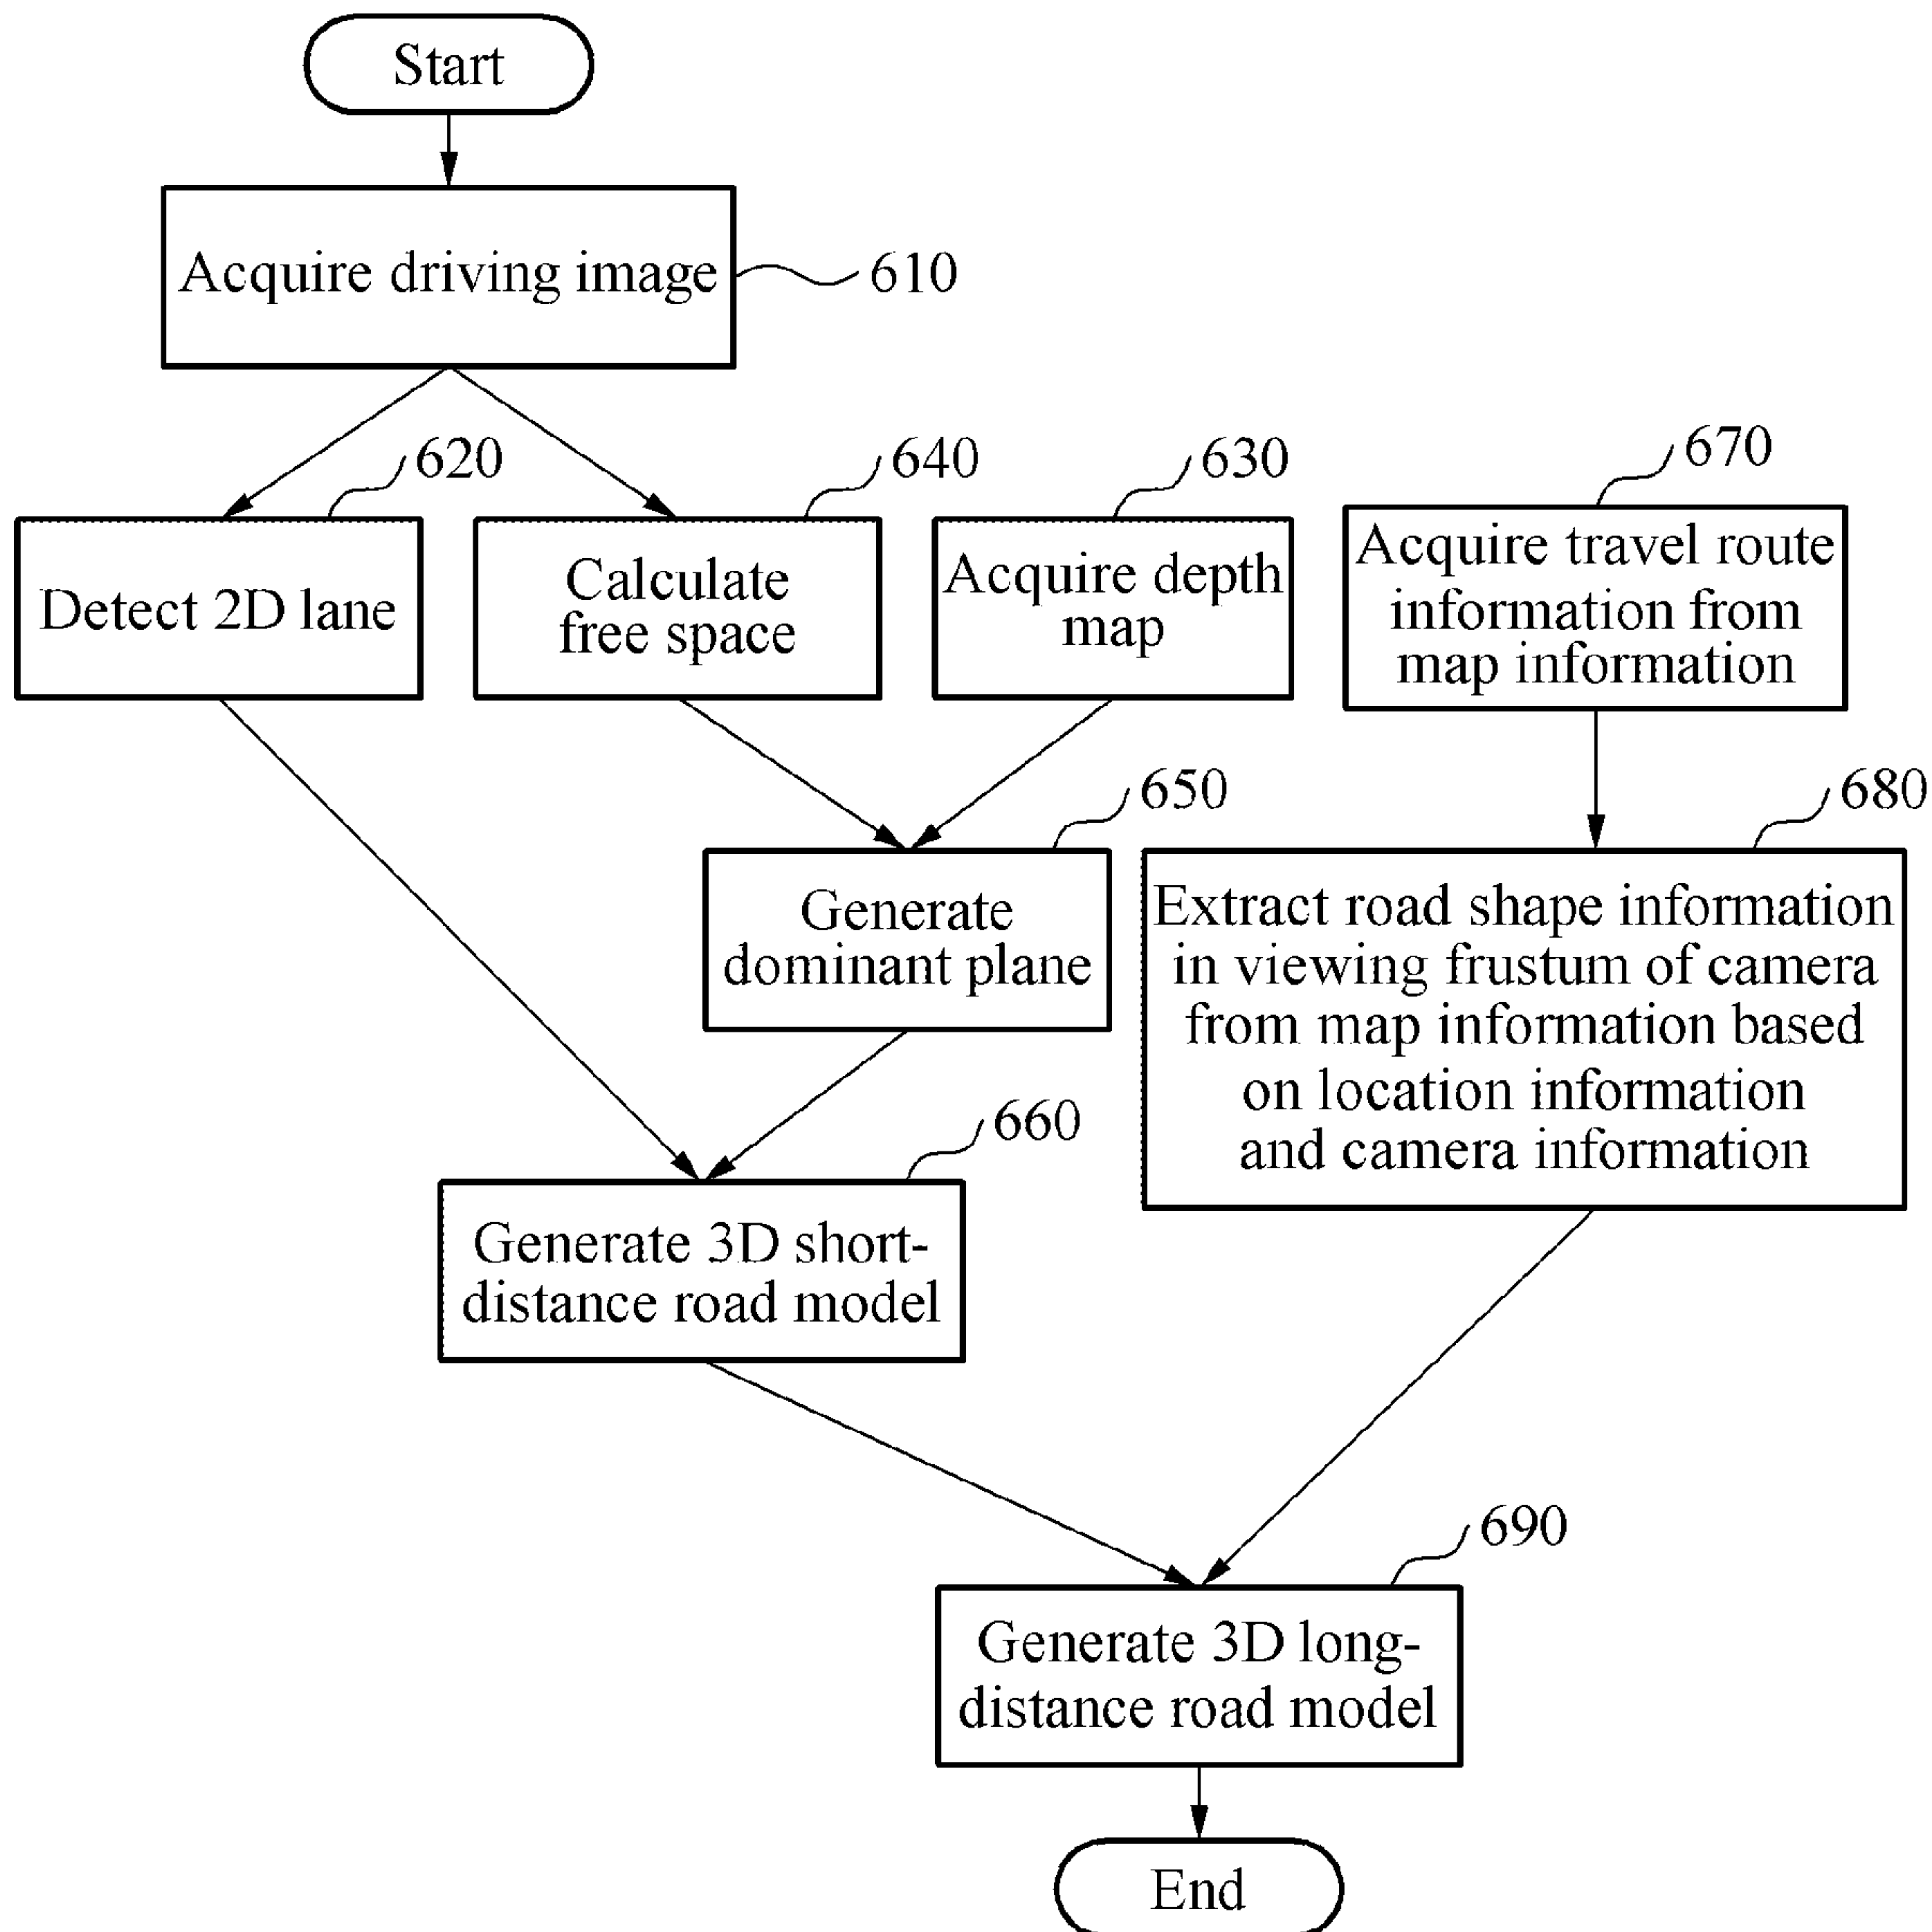 Start
Acquire driving image
610
620
640
630
670
Detect 2D lane
Calculate
free space
Acquire depth
map
Acquire travel route
information from
map information
650
680
Generate
dominant plane
Extract road shape information
in viewing frustum of camera
from map information based
on location information
and camera information
660
Generate 3D short-
distance road model
690
Generate 3D long-
distance road model
End